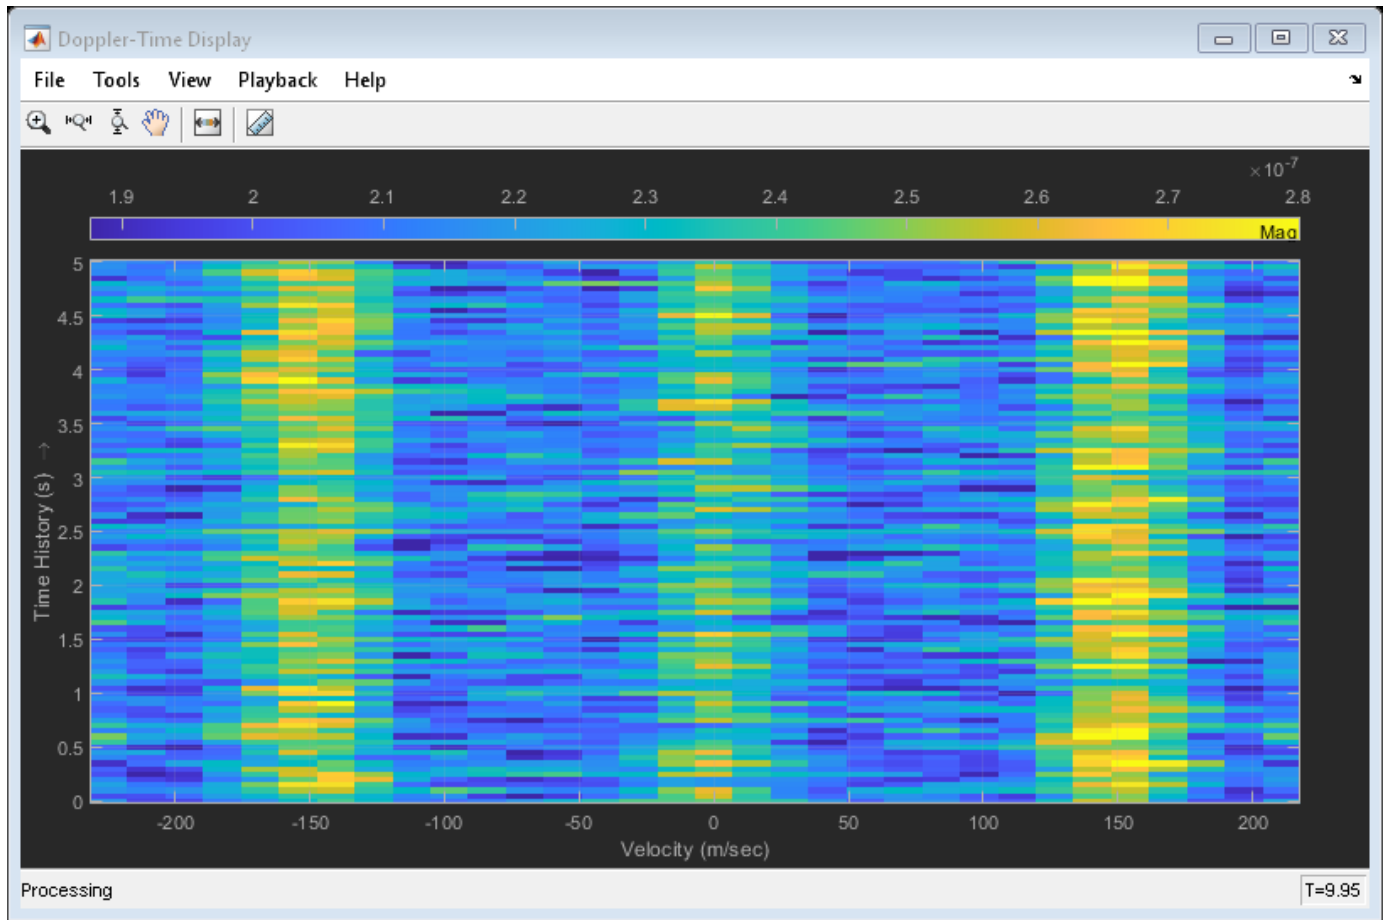 Doppler-Time Display
File Tools View Playback Help
×10-7
1.9 2 2.1 2.2 2.3 2.4 2.5 2.6 2.7 2.8
Mag
5
4.5
4
3.5
3
2.5
2
1.5
1
0.5
0
Time History (s) →
-200 -150 -100 -50 0 50 100 150 200
Velocity (m/sec)
Processing T=9.95